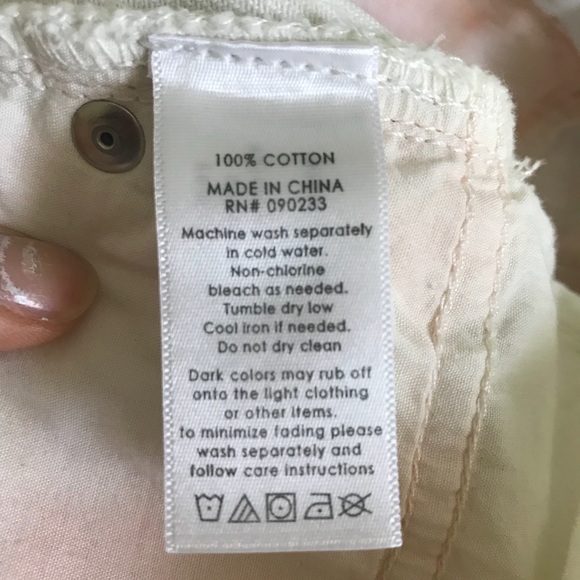 100% COTTON
MADE IN CHINA
RN# 090233
Machine wash separately
in cold water.
Non-chlorine
bleach as needed.
Tumble dry low
Cool iron if needed.
Do not dry clean
Dark colors may rub off
onto the light clothing
or other items.
to minimize fading please
wash separately and
follow care instructions